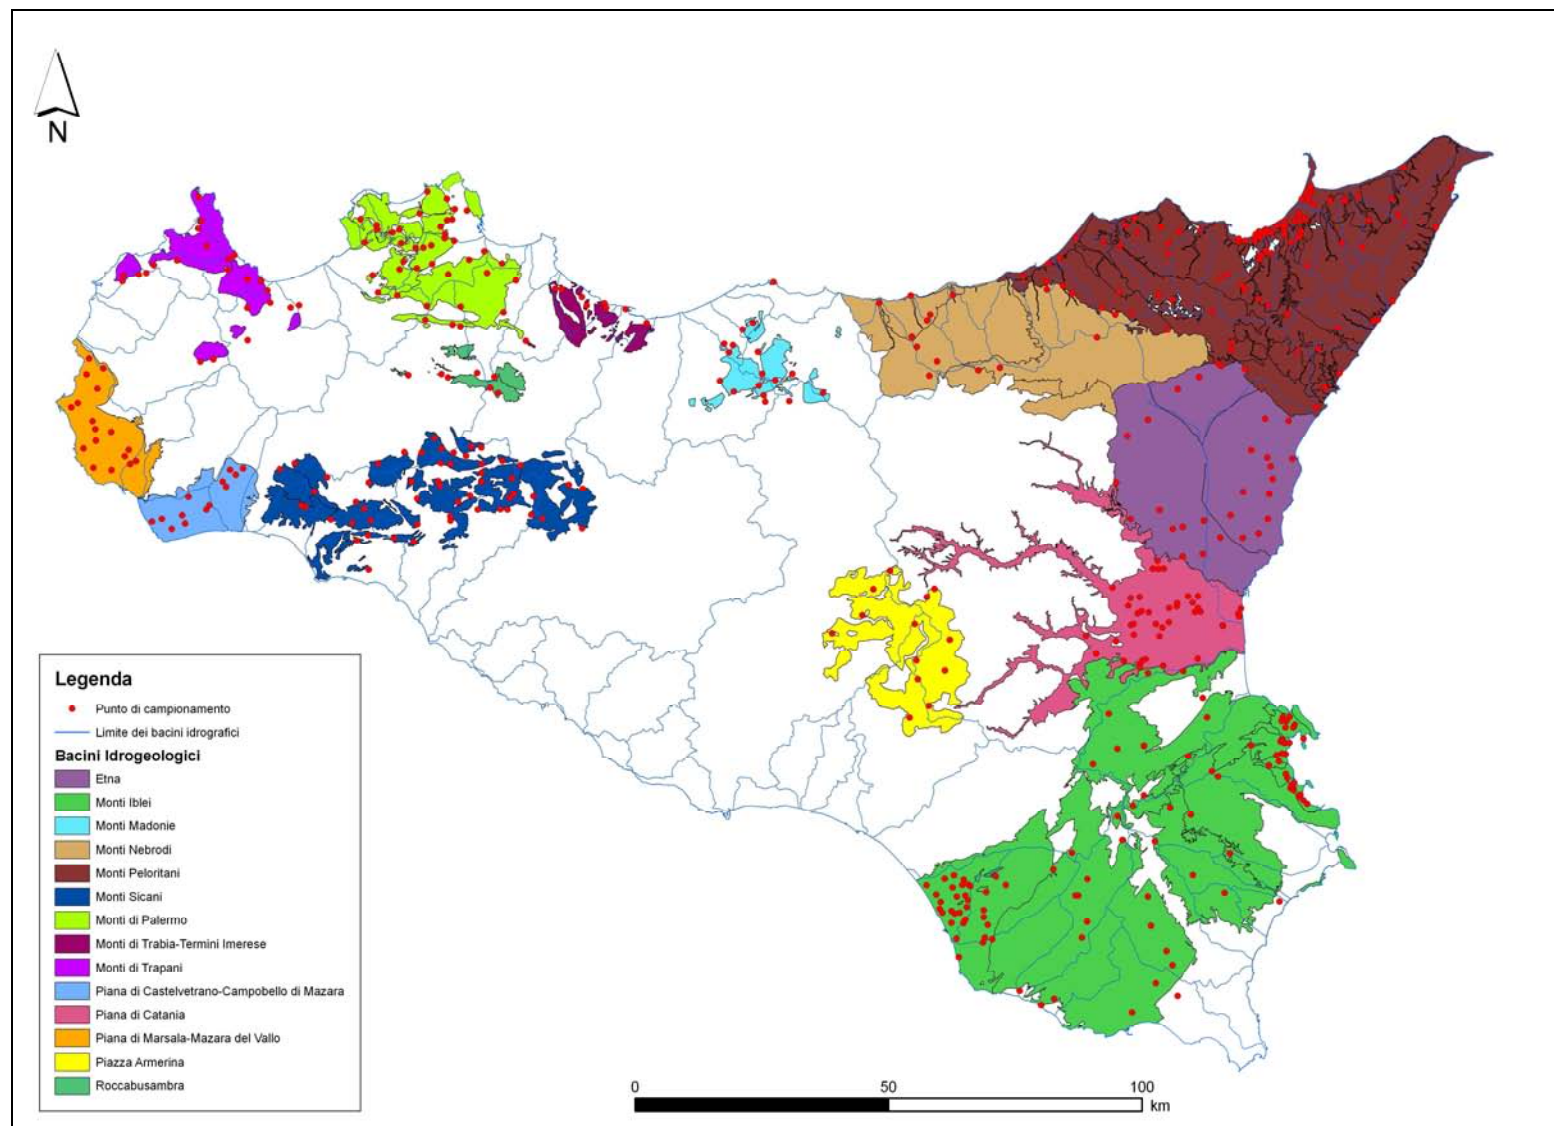 N
Legenda
Punto di campionamento
Limite dei bacini idrografici
Bacini Idrogeologici
Etna
Monti Iblei
Monti Madonie
Monti Nebrodi
Monti Peloritani
Monti Sicani
Monti di Palermo
Monti di Trabia-Termini Imerese
Monti di Trapani
Piana di Castelvetrano-Campobello di Mazara
Piana di Catania
Piana di Marsala-Mazara del Vallo
Piazza Armerina
Roccabusambra
0 50 100
km